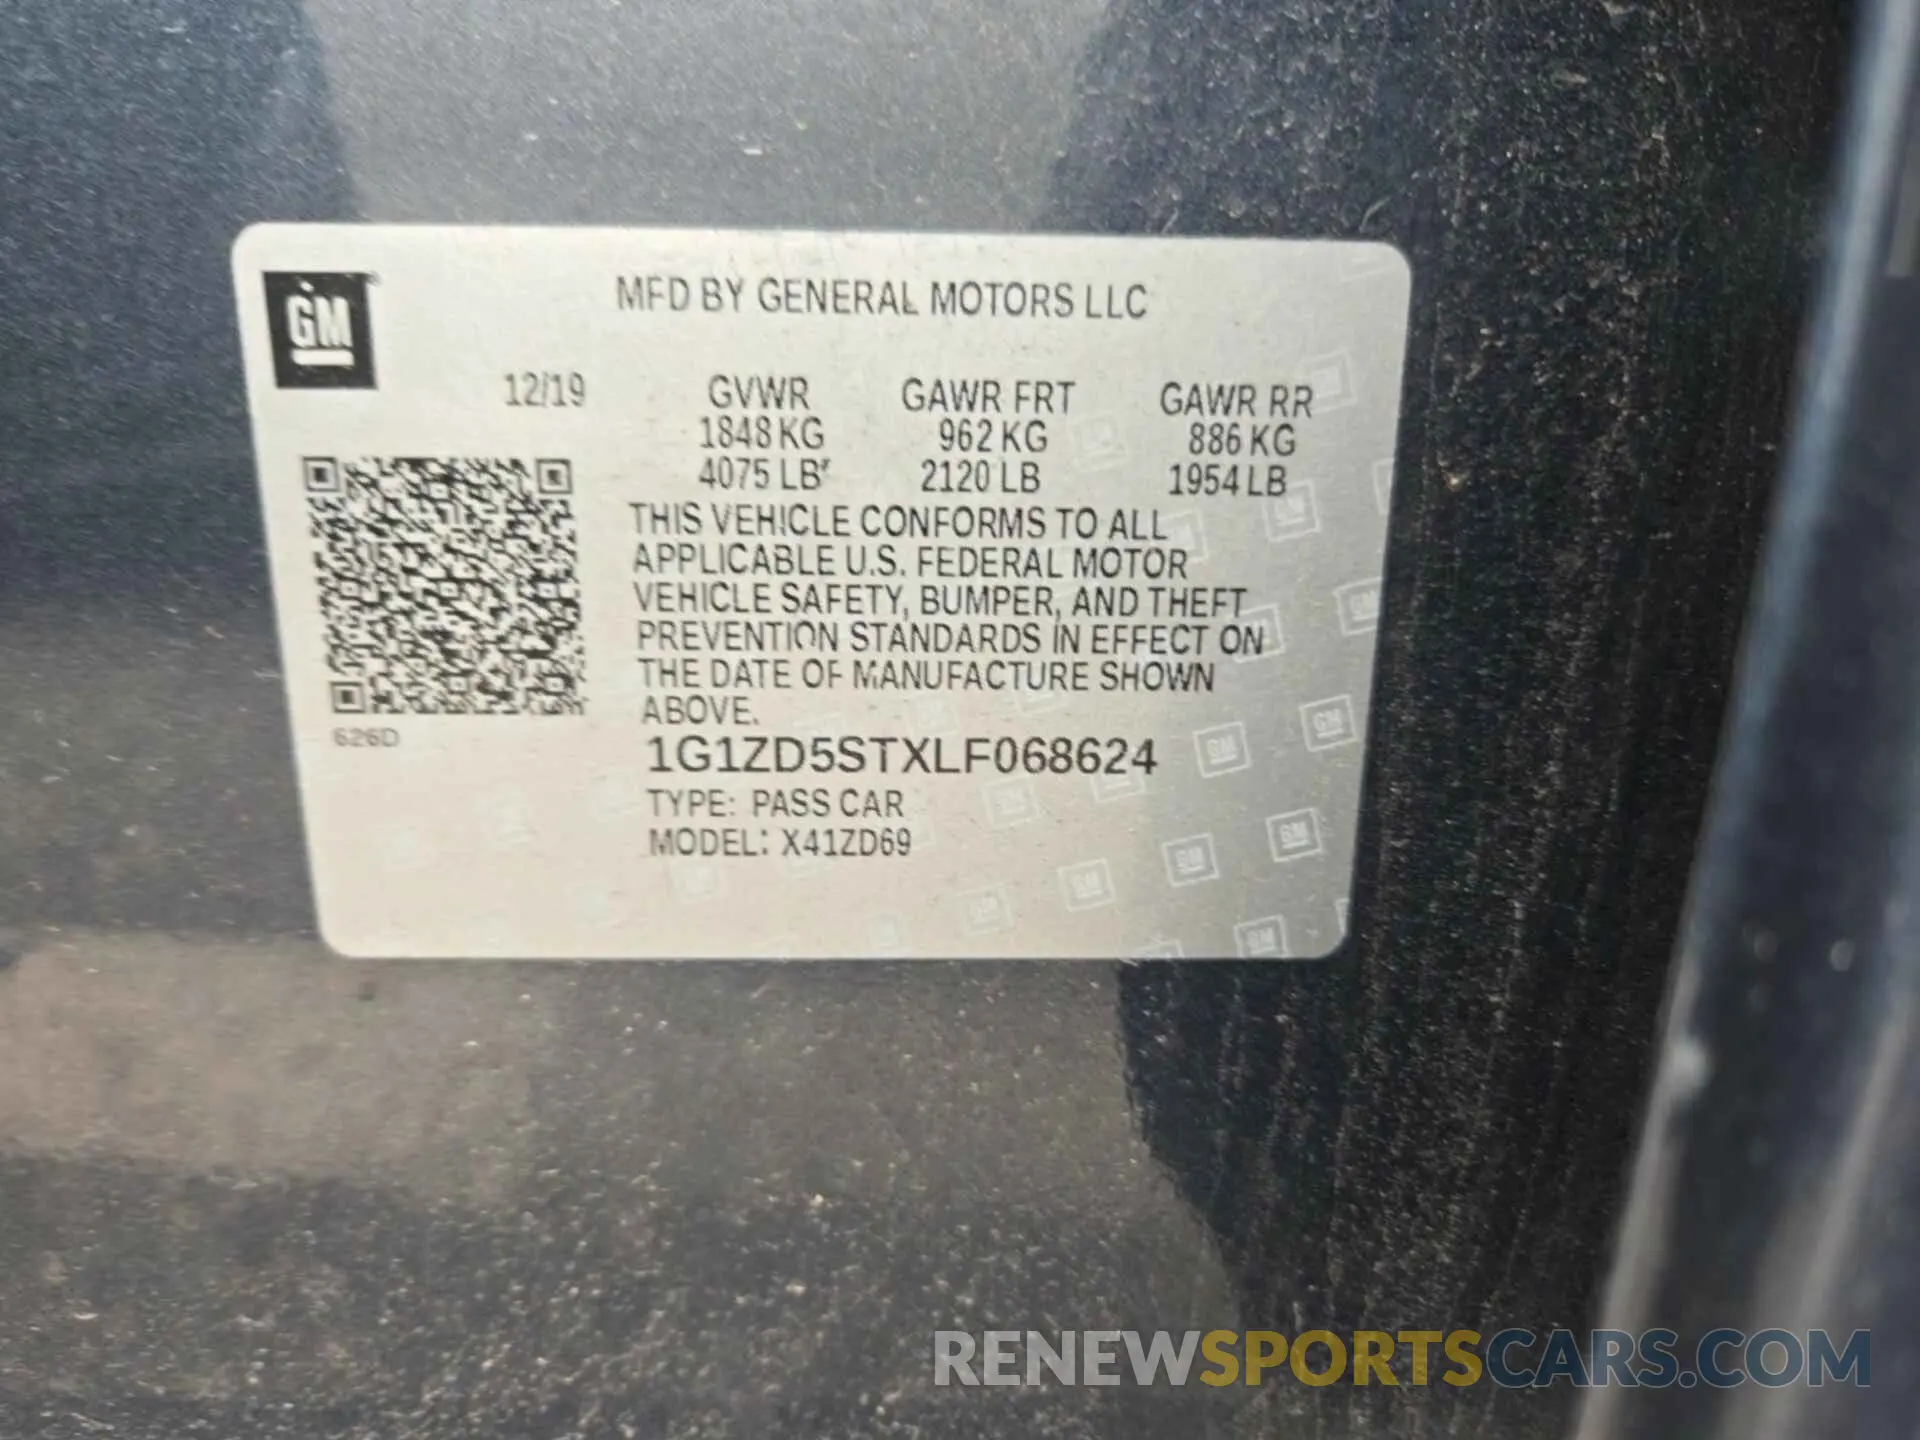 GM
MFD BY GENERAL MOTORS LLC
12/19 GVWR GAWR FRT GAWR RR
1848 KG 962 KG 886 KG
4075 LB 2120 LB 1954 LB
THIS VEHICLE CONFORMS TO ALL
APPLICABLE U.S. FEDERAL MOTOR
VEHICLE SAFETY, BUMPER, AND THEFT
PREVENTION STANDARDS IN EFFECT ON
THE DATE OF MANUFACTURE SHOWN
ABOVE.
626D
1G1ZD5STXLF068624
TYPE: PASS CAR
MODEL: X41ZD69
RENEWSPORTSCARS.COM